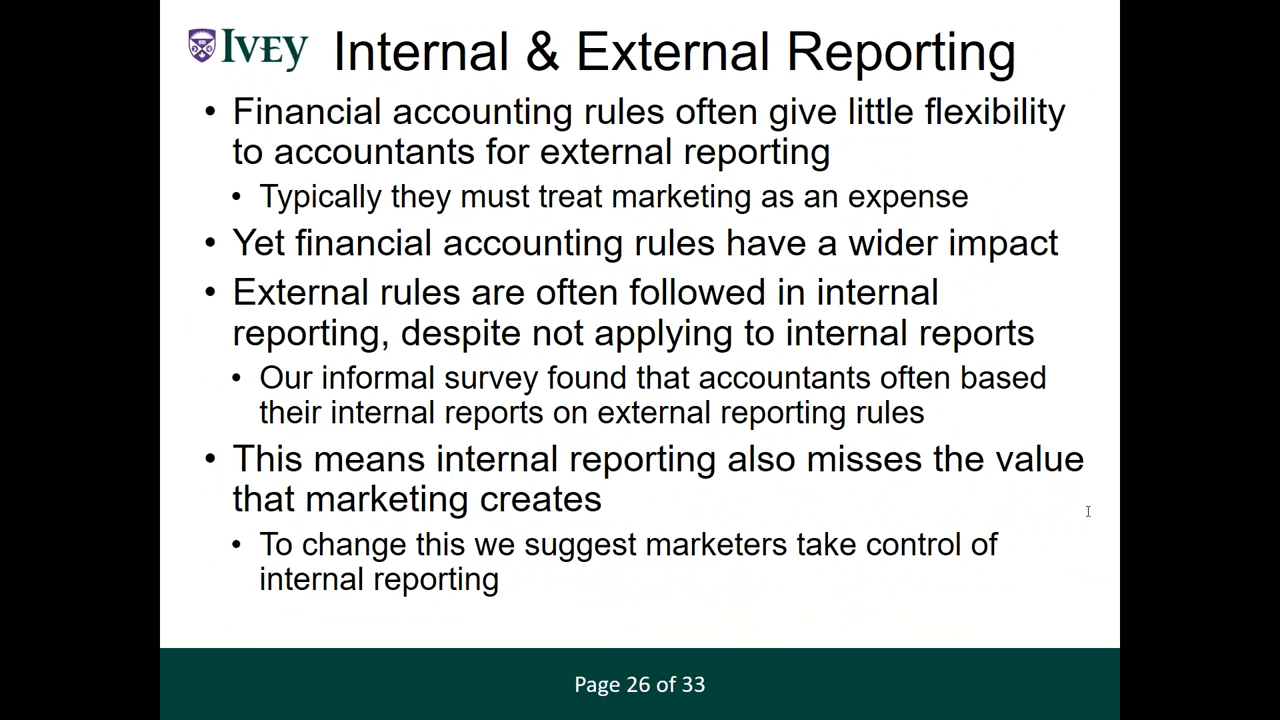 IVEY Internal & External Reporting
• Financial accounting rules often give little flexibility
to accountants for external reporting
• Typically they must treat marketing as an expense
• Yet financial accounting rules have a wider impact
• External rules are often followed in internal
reporting, despite not applying to internal reports
• Our informal survey found that accountants often based
their internal reports on external reporting rules
• This means internal reporting also misses the value
that marketing creates
• To change this we suggest marketers take control of
internal reporting
Page 26 of 33